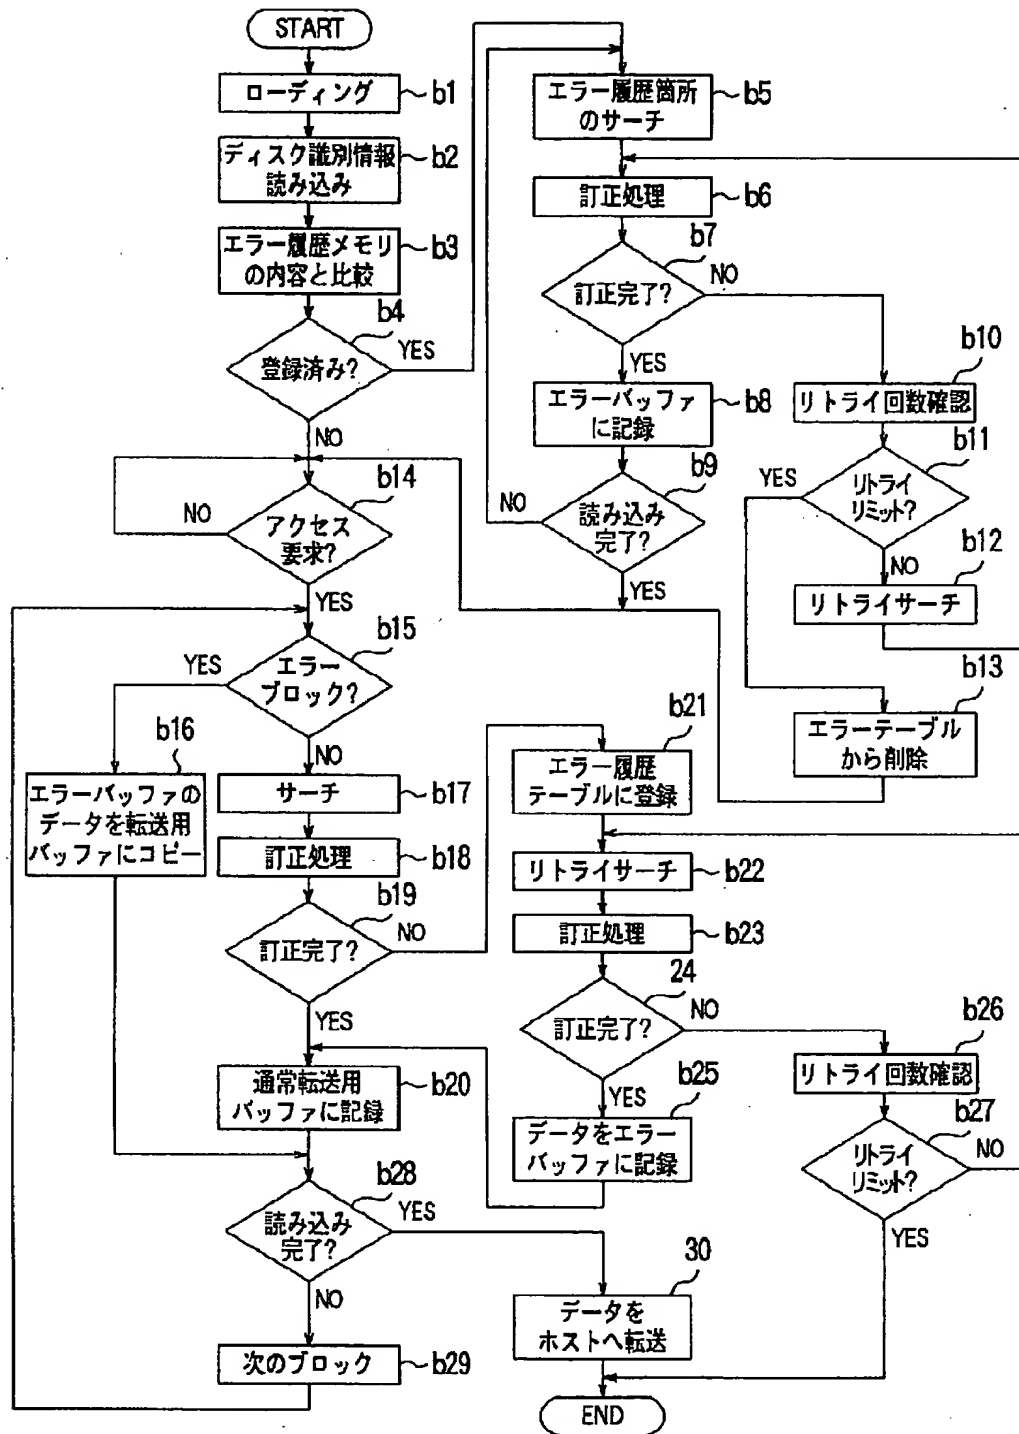 START
ローディング
b1
ディスク識別情報
読み込み
b2
エラー履歴メモリ
の内容と比較
b3
b4
登録済み?
YES
NO
b14
アクセス
要求?
NO
YES
b15
エラー
ブロック?
YES
NO
b16
エラーバッファの
データを転送用
バッファにコピー
サーチ
b17
訂正処理
b18
b19
訂正完了?
NO
YES
通常転送用
バッファに記録
b20
b28
読み込み
完了?
YES
NO
次のブロック
b29
エラー履歴箇所
のサーチ
b5
訂正処理
b6
b7
訂正完了?
NO
YES
エラーバッファ
に記録
b8
b9
読み込み
完了?
NO
YES
b10
リトライ回数確認
b11
リトライ
リミット?
YES
NO
b12
リトライサーチ
b13
エラーテーブル
から削除
b21
エラー履歴
テーブルに登録
リトライサーチ
b22
訂正処理
b23
24
訂正完了?
NO
YES
b25
データをエラー
バッファに記録
b26
リトライ回数確認
b27
リトライ
リミット?
NO
YES
30
データを
ホストへ転送
END